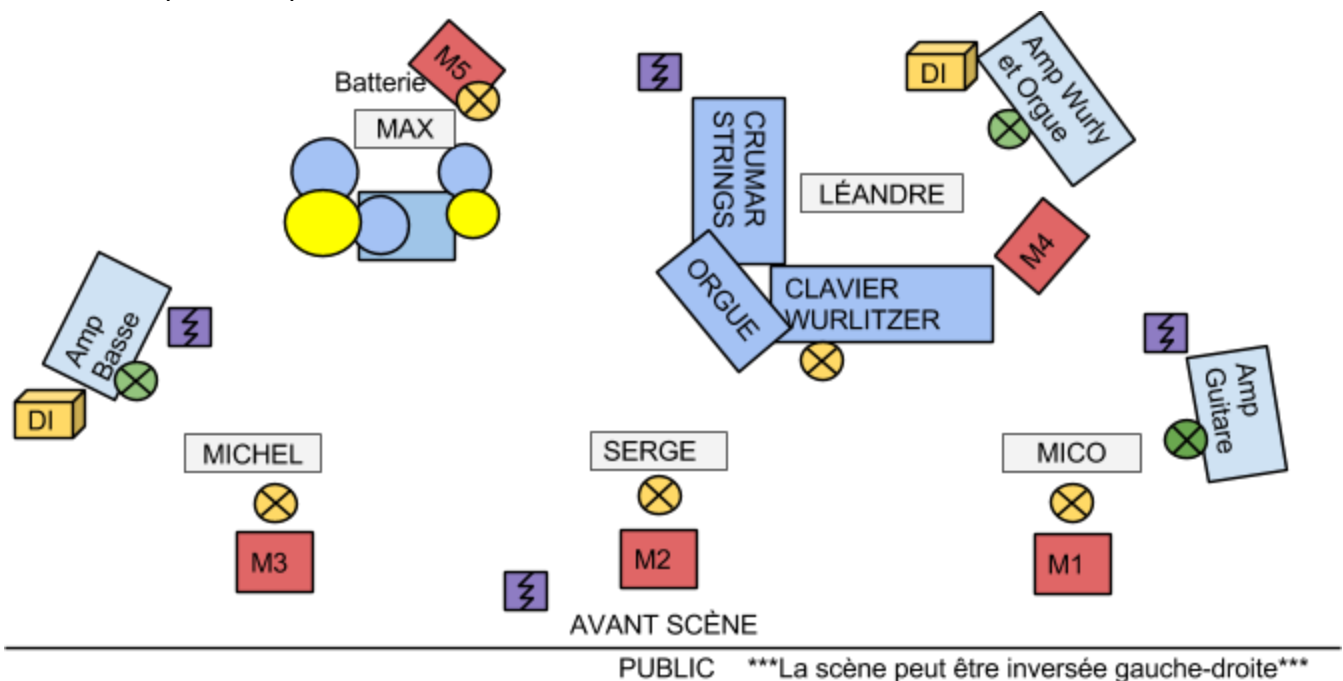 M5
Batterie
MAX
DI
Amp Wurly
et Orgue
CRUMAR
STRINGS
LÉANDRE
M4
ORGUE
CLAVIER
WURLITZER
Amp
Basse
DI
Amp
Guitare
MICHEL
SERGE
MICO
M3
M2
M1
AVANT SCÈNE
PUBLIC ***La scène peut être inversée gauche-droite***